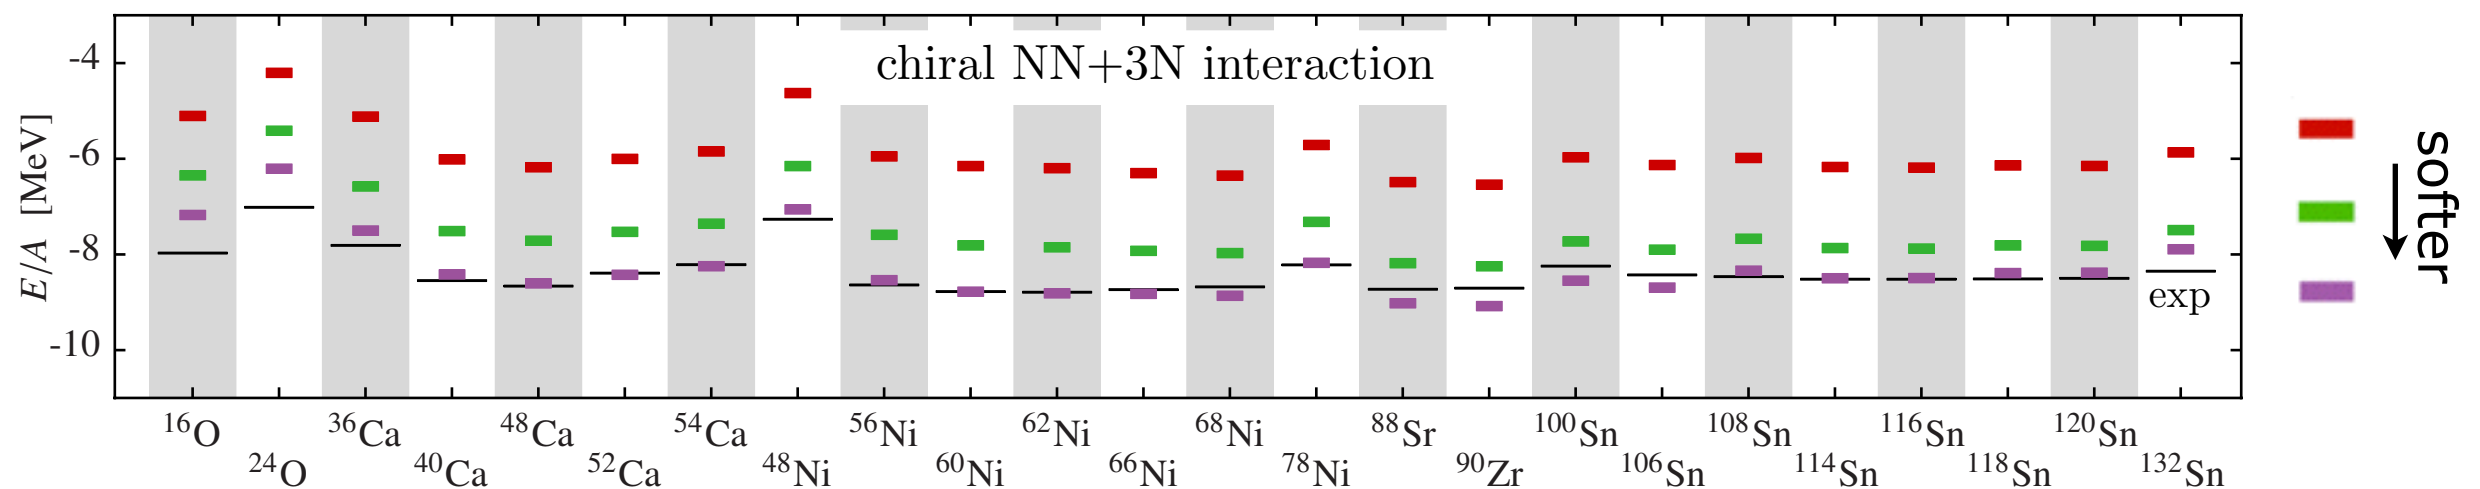 chiral NN+3N interaction
E/A [MeV]
-4
-6
-8
-10
exp
softer
¹⁶O ³⁶Ca ⁴⁸Ca ⁵⁴Ca ⁵⁶Ni ⁶²Ni ⁶⁸Ni ⁸⁸Sr ¹⁰⁰Sn ¹⁰⁸Sn ¹¹⁶Sn ¹²⁰Sn
²⁴O ⁴⁰Ca ⁵²Ca ⁴⁸Ni ⁶⁰Ni ⁶⁶Ni ⁷⁸Ni ⁹⁰Zr ¹⁰⁶Sn ¹¹⁴Sn ¹¹⁸Sn ¹³²Sn